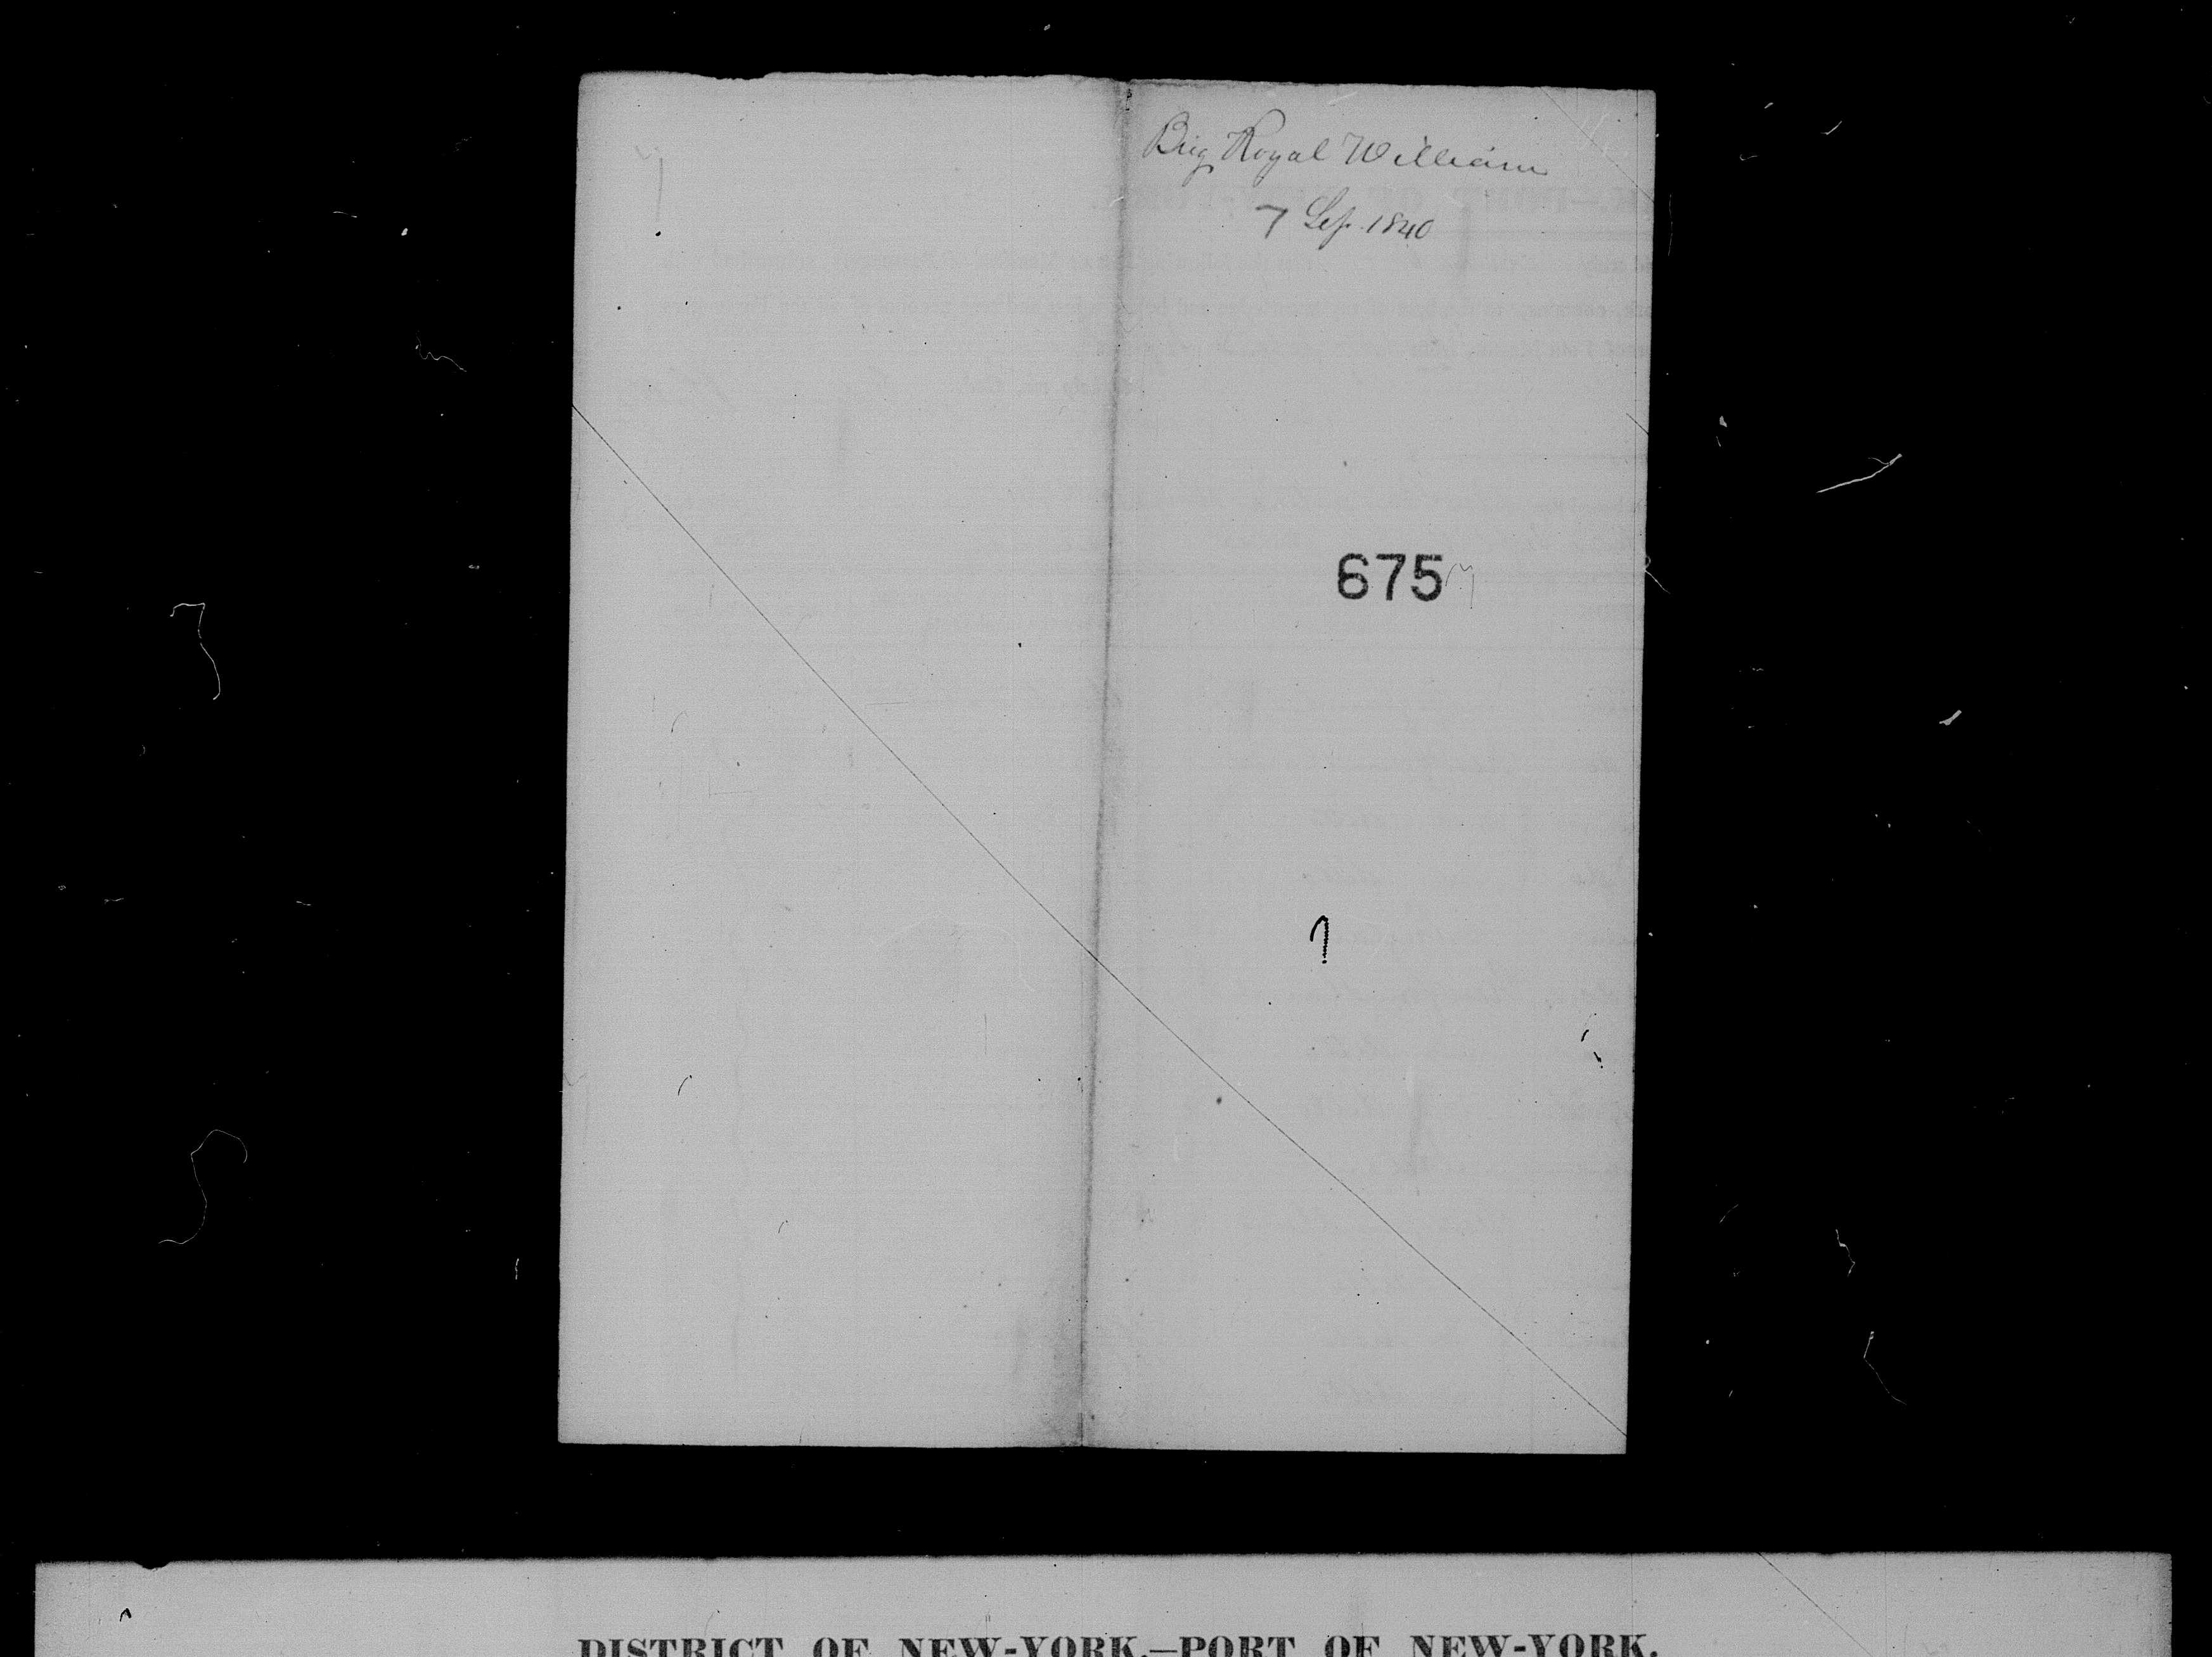 Brig Royal William
7 Sep. 1840
675
DISTRICT OF NEW-YORK.—PORT OF NEW-YORK.